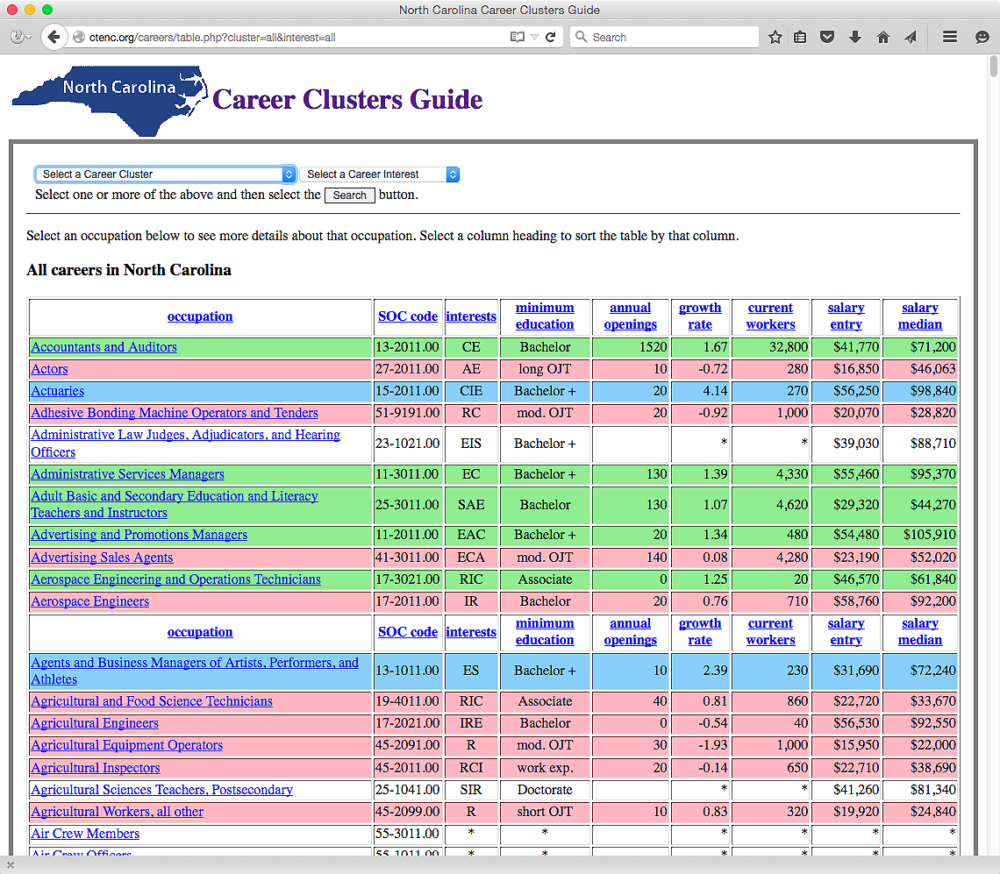 North Carolina Career Clusters Guide
ctenc.org/careers/table.php?cluster=all&interest=all
Search
North Carolina
Career Clusters Guide
Select a Career Cluster Select a Career Interest
Select one or more of the above and then select the Search button.
Select an occupation below to see more details about that occupation. Select a column heading to sort the table by that column.
All careers in North Carolina
occupation SOC code interests minimum education annual openings growth rate current workers salary entry salary median
Accountants and Auditors 13-2011.00 CE Bachelor 1520 1.67 32,800 $41,770 $71,200
Actors 27-2011.00 AE long OJT 10 -0.72 280 $16,850 $46,063
Actuaries 15-2011.00 CIE Bachelor + 20 4.14 270 $56,250 $98,840
Adhesive Bonding Machine Operators and Tenders 51-9191.00 RC mod. OJT 20 -0.92 1,000 $20,070 $28,820
Administrative Law Judges, Adjudicators, and Hearing Officers 23-1021.00 EIS Bachelor + * * $39,030 $88,710
Administrative Services Managers 11-3011.00 EC Bachelor + 130 1.39 4,330 $55,460 $95,370
Adult Basic and Secondary Education and Literacy Teachers and Instructors 25-3011.00 SAE Bachelor 130 1.07 4,620 $29,320 $44,270
Advertising and Promotions Managers 11-2011.00 EAC Bachelor + 20 1.34 480 $54,480 $105,910
Advertising Sales Agents 41-3011.00 ECA mod. OJT 140 0.08 4,280 $23,190 $52,020
Aerospace Engineering and Operations Technicians 17-3021.00 RIC Associate 0 1.25 20 $46,570 $61,840
Aerospace Engineers 17-2011.00 IR Bachelor 20 0.76 710 $58,760 $92,200
occupation SOC code interests minimum education annual openings growth rate current workers salary entry salary median
Agents and Business Managers of Artists, Performers, and Athletes 13-1011.00 ES Bachelor + 10 2.39 230 $31,690 $72,240
Agricultural and Food Science Technicians 19-4011.00 RIC Associate 40 0.81 860 $22,720 $33,670
Agricultural Engineers 17-2021.00 IRE Bachelor 0 -0.54 40 $56,530 $92,550
Agricultural Equipment Operators 45-2091.00 R mod. OJT 30 -1.93 1,000 $15,950 $22,000
Agricultural Inspectors 45-2011.00 RCI work exp. 20 -0.14 650 $22,710 $38,690
Agricultural Sciences Teachers, Postsecondary 25-1041.00 SIR Doctorate * * $41,260 $81,340
Agricultural Workers, all other 45-2099.00 R short OJT 10 0.83 320 $19,920 $24,840
Air Crew Members 55-3011.00 * * * * * *
Air Crew Officers 55-1011.00 * * * * * *